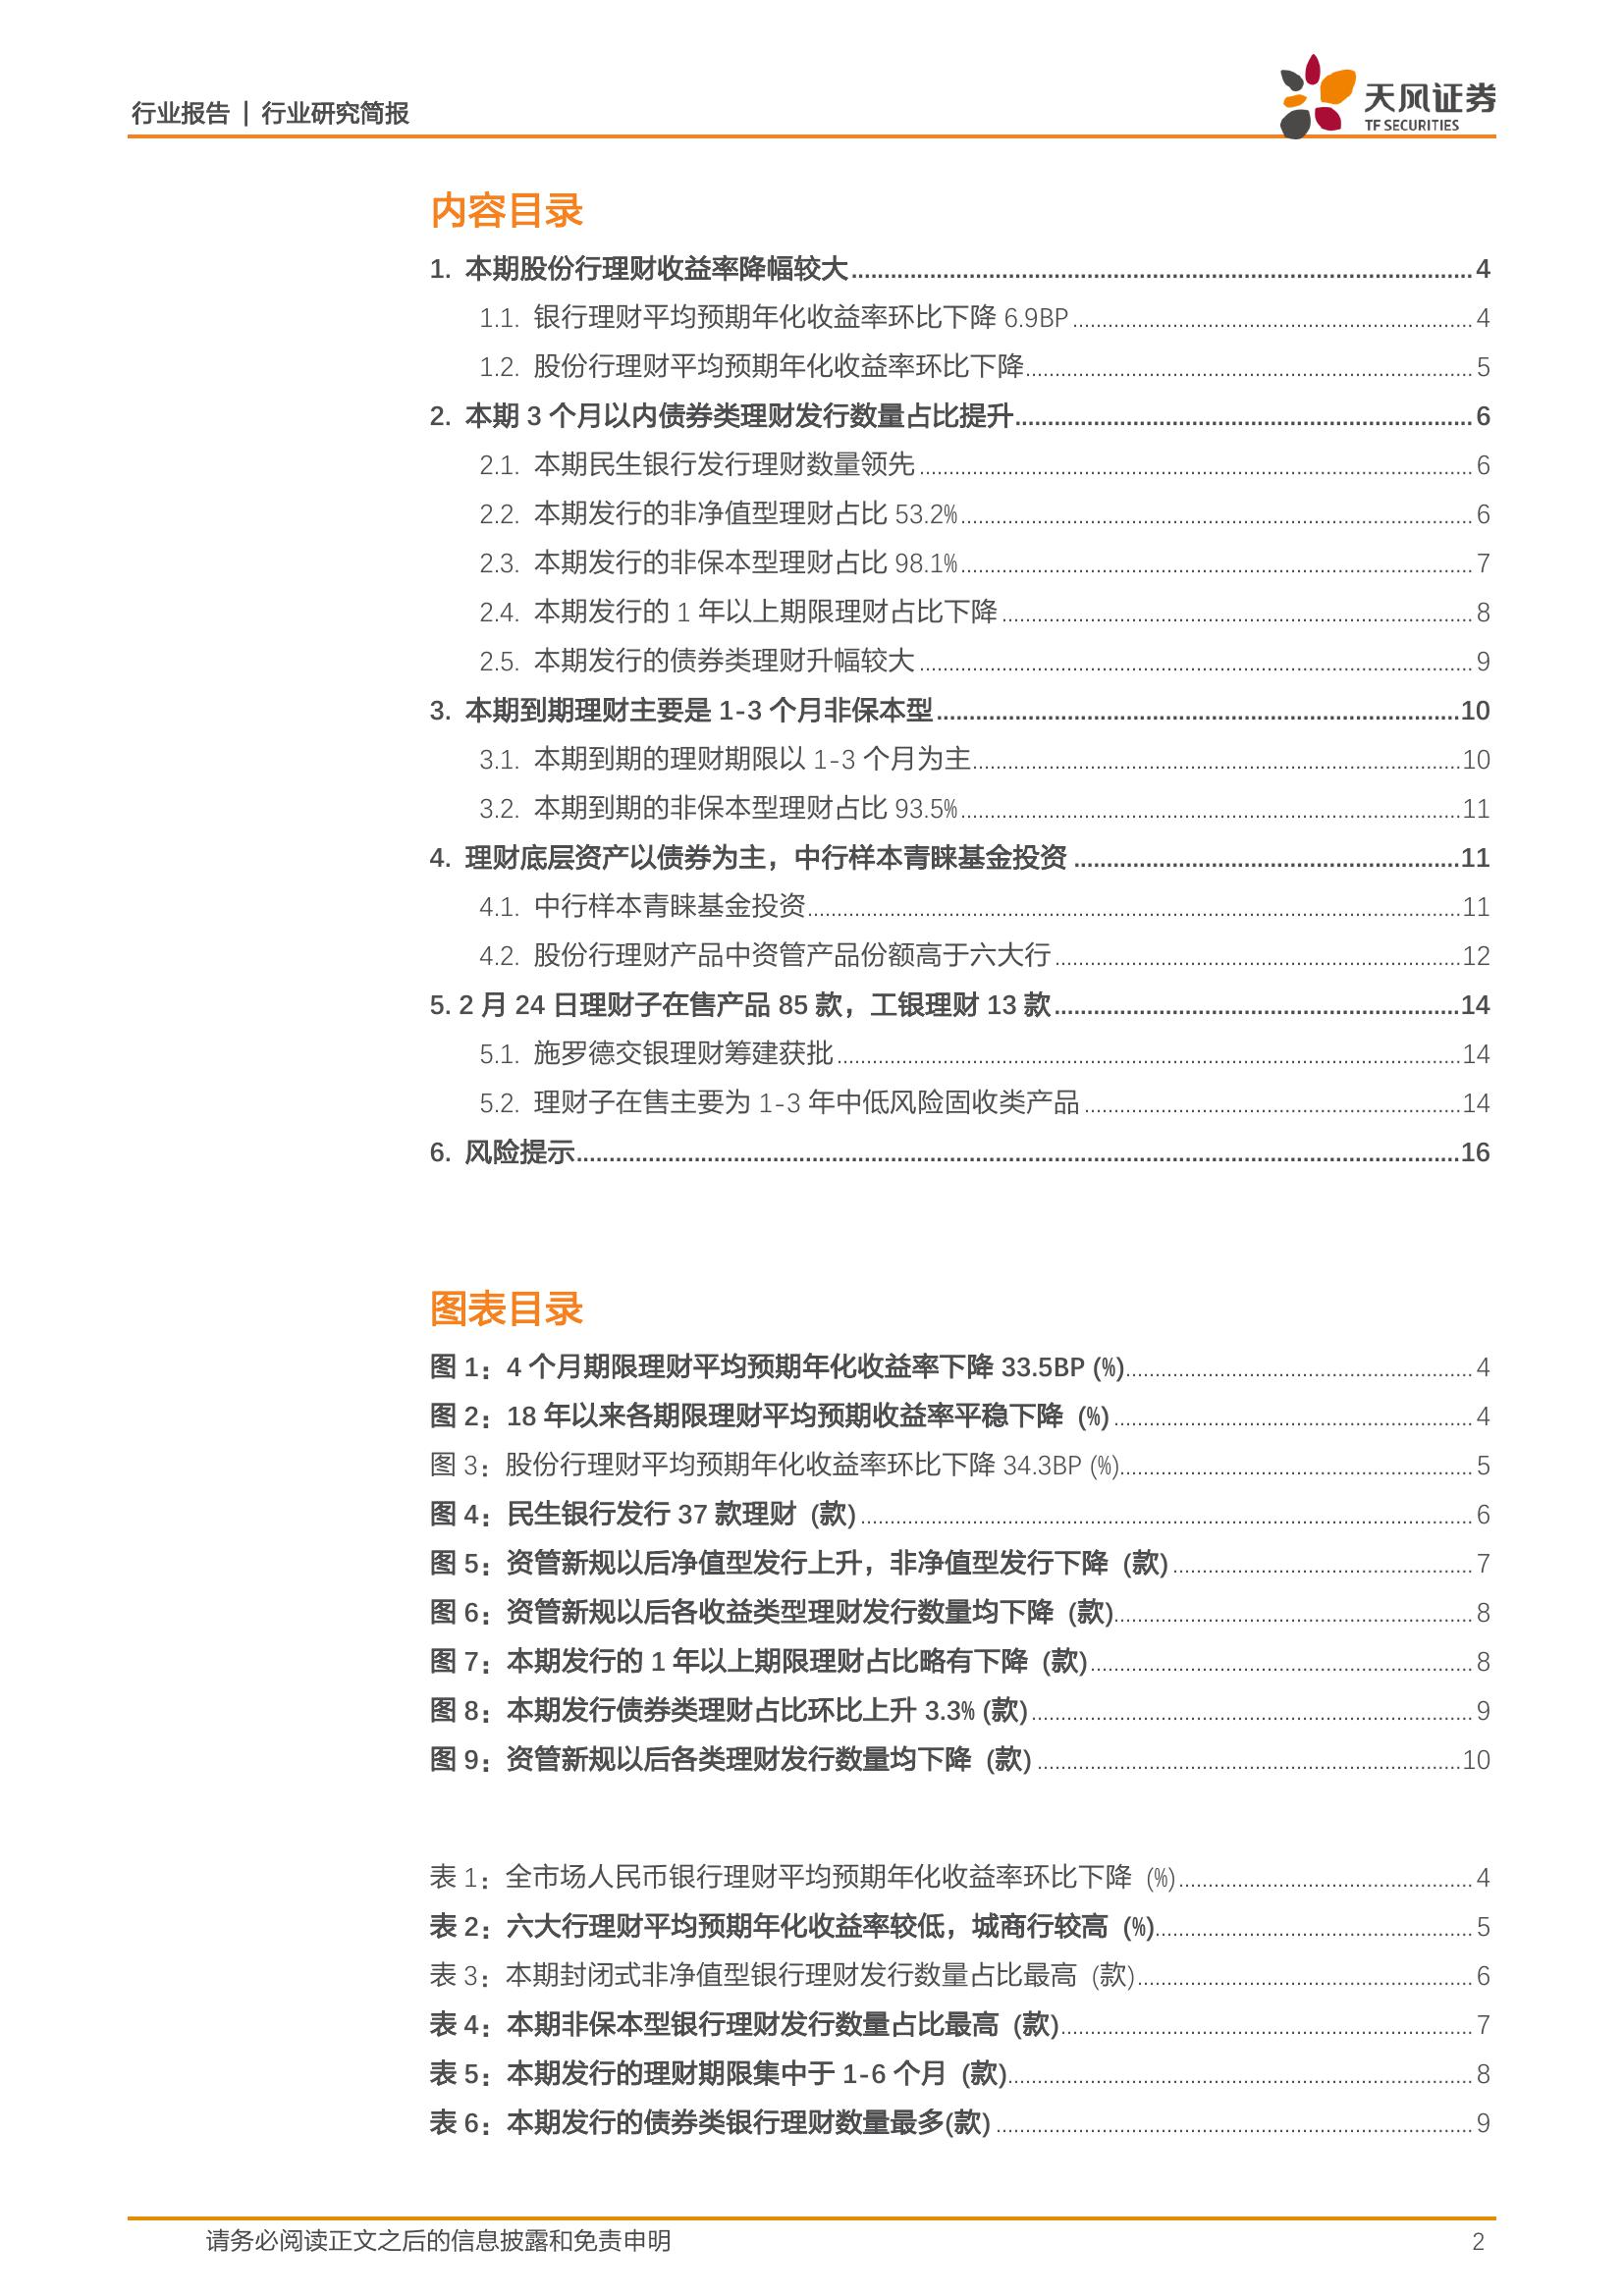 行业报告 | 行业研究简报
天风证券
TF SECURITIES
内容目录
1. 本期股份行理财收益率降幅较大 4
1.1. 银行理财平均预期年化收益率环比下降 6.9BP 4
1.2. 股份行理财平均预期年化收益率环比下降 5
2. 本期 3 个月以内债券类理财发行数量占比提升 6
2.1. 本期民生银行发行理财数量领先 6
2.2. 本期发行的非净值型理财占比 53.2% 6
2.3. 本期发行的非保本型理财占比 98.1% 7
2.4. 本期发行的 1 年以上期限理财占比下降 8
2.5. 本期发行的债券类理财升幅较大 9
3. 本期到期理财主要是 1-3 个月非保本型 10
3.1. 本期到期的理财期限以 1-3 个月为主 10
3.2. 本期到期的非保本型理财占比 93.5% 11
4. 理财底层资产以债券为主，中行样本青睐基金投资 11
4.1. 中行样本青睐基金投资 11
4.2. 股份行理财产品中资管产品份额高于六大行 12
5. 2 月 24 日理财子在售产品 85 款，工银理财 13 款 14
5.1. 施罗德交银理财筹建获批 14
5.2. 理财子在售主要为 1-3 年中低风险固收类产品 14
6. 风险提示 16
图表目录
图 1：4 个月期限理财平均预期年化收益率下降 33.5BP (%) 4
图 2：18 年以来各期限理财平均预期收益率平稳下降 (%) 4
图 3：股份行理财平均预期年化收益率环比下降 34.3BP (%) 5
图 4：民生银行发行 37 款理财 (款) 6
图 5：资管新规以后净值型发行上升，非净值型发行下降 (款) 7
图 6：资管新规以后各收益类型理财发行数量均下降 (款) 8
图 7：本期发行的 1 年以上期限理财占比略有下降 (款) 8
图 8：本期发行债券类理财占比环比上升 3.3% (款) 9
图 9：资管新规以后各类理财发行数量均下降 (款) 10
表 1：全市场人民币银行理财平均预期年化收益率环比下降 (%) 4
表 2：六大行理财平均预期年化收益率较低，城商行较高 (%) 5
表 3：本期封闭式非净值型银行理财发行数量占比最高 (款) 6
表 4：本期非保本型银行理财发行数量占比最高 (款) 7
表 5：本期发行的理财期限集中于 1-6 个月 (款) 8
表 6：本期发行的债券类银行理财数量最多(款) 9
请务必阅读正文之后的信息披露和免责申明 2